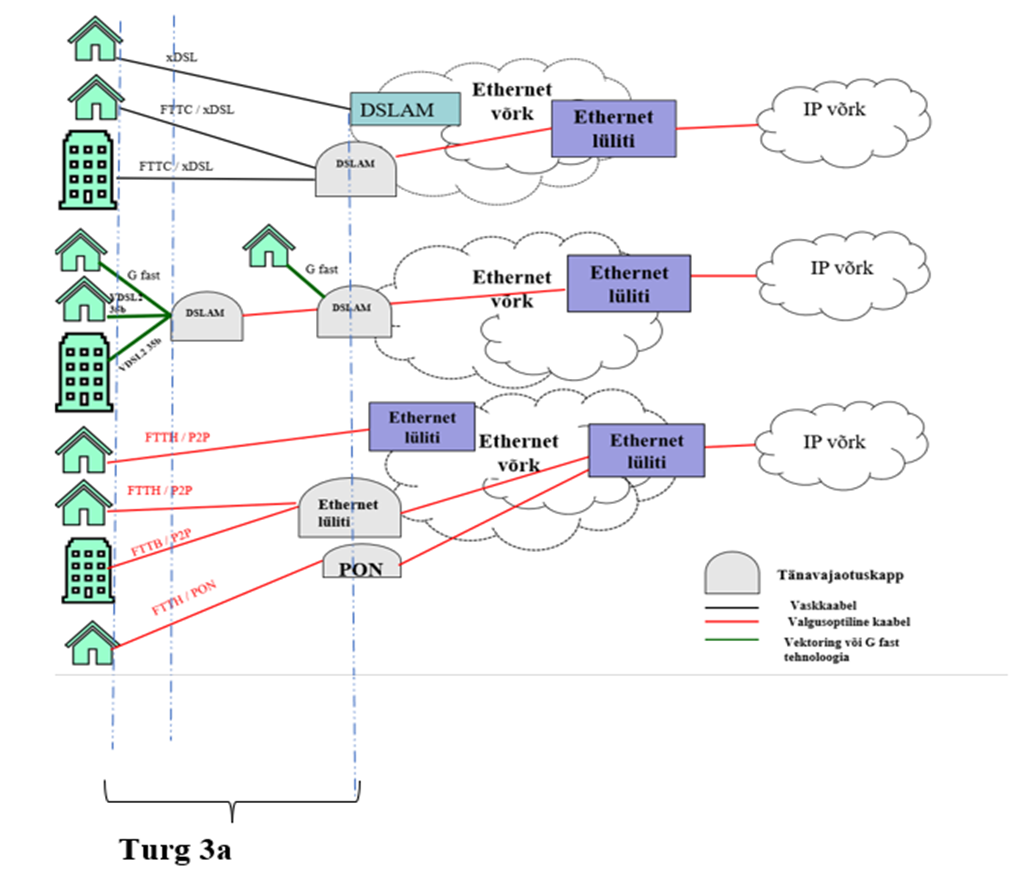 xDSL
DSLAM
Ethernet
võrk
Ethernet
lüliti
IP võrk
FTTC / xDSL
FTTC / xDSL
DSLAM
G fast
G fast
VDSL2
35b
VDSL2 35b
DSLAM
DSLAM
Ethernet
võrk
Ethernet
lüliti
IP võrk
FTTH / P2P
Ethernet
lüliti
Ethernet
võrk
Ethernet
lüliti
IP võrk
FTTH / P2P
Ethernet
lüliti
FTTB / P2P
FTTH / PON
PON
Tänavajaotuskapp
Vaskkaabel
Valgusoptiline kaabel
Vektoring või G fast
tehnoloogia
Turg 3a